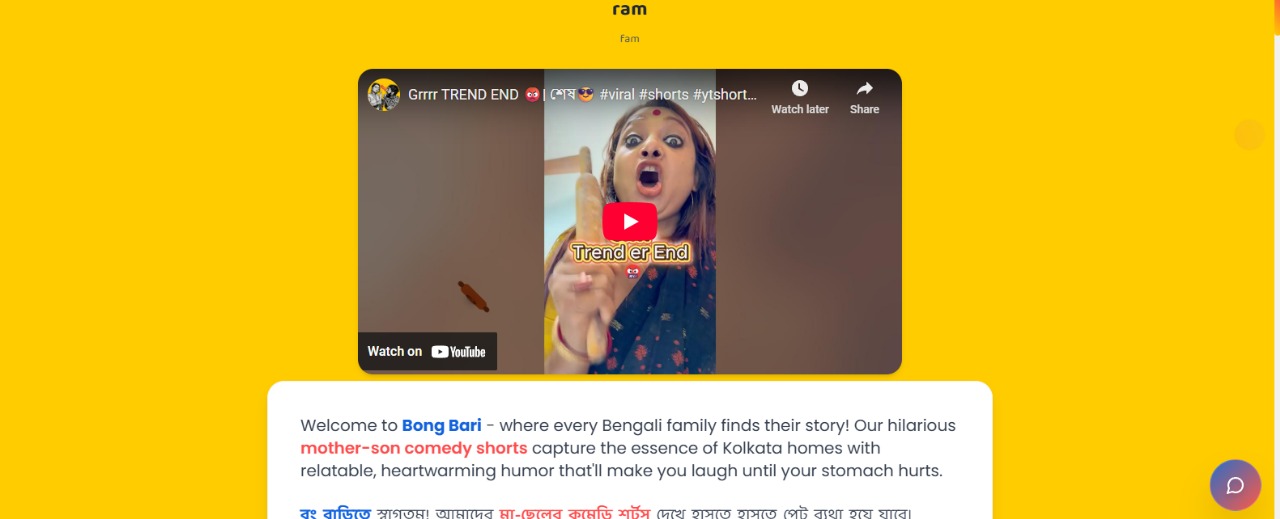 ram
Fam
Grrrr TREND END 👹| শেষ😎 #viral #shorts #ytshort...
Watch later
Share
Trend er End
Watch on YouTube
Welcome to Bong Bari - where every Bengali family finds their story! Our hilarious
mother-son comedy shorts capture the essence of Kolkata homes with
relatable, heartwarming humor that'll make you laugh until your stomach hurts.
বং বাড়িতে স্বাগতম! আমাদের মা-ছেলের কমেডি শর্টস দেখে হাসতে হাসতে পেট ব্যথা হয়ে যাবে।